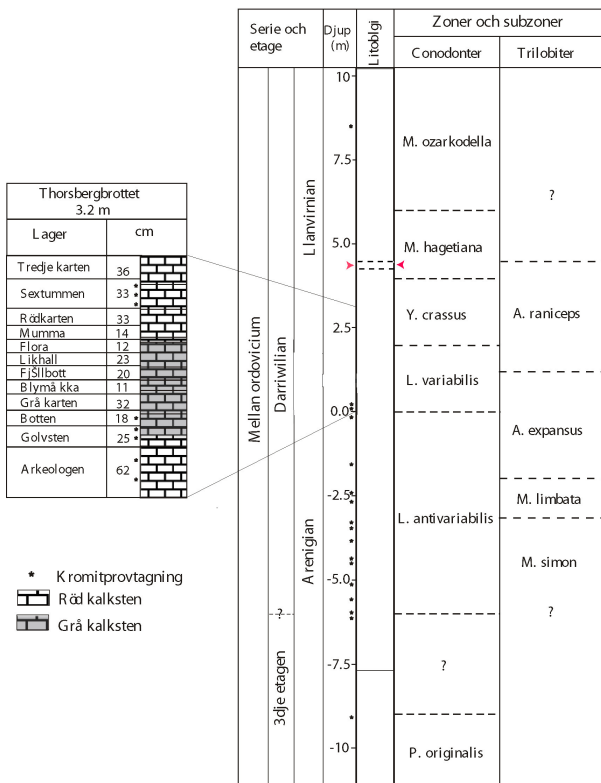 Serie och etage
Djup (m)
Litoblgi
Zoner och subzoner
Conodonter
Trilobiter
10
7.5
5.0
2.5
0.0
-2.5
-5.0
-7.5
-10
Mellan ordovicium
Darriwilian
3dje etagen
?
Llanvirnian
Arenigian
M. ozarkodella
M. hagetiana
Y. crassus
L. variabilis
L. antivariabilis
?
P. originalis
?
A. raniceps
A. expansus
M. limbata
M. simon
?
Thorsbergbrottet
3.2 m
Lager cm
Tredje karten 36
Sextummen 33
Rödkarten 33
Mumma 14
Flora 12
Likhall 23
FjŠllbott 20
Blymå kka 11
Grå karten 32
Botten 18
Golvsten 25
Arkeologen 62
* Kromitprovtagning
Röd kalksten
Grå kalksten